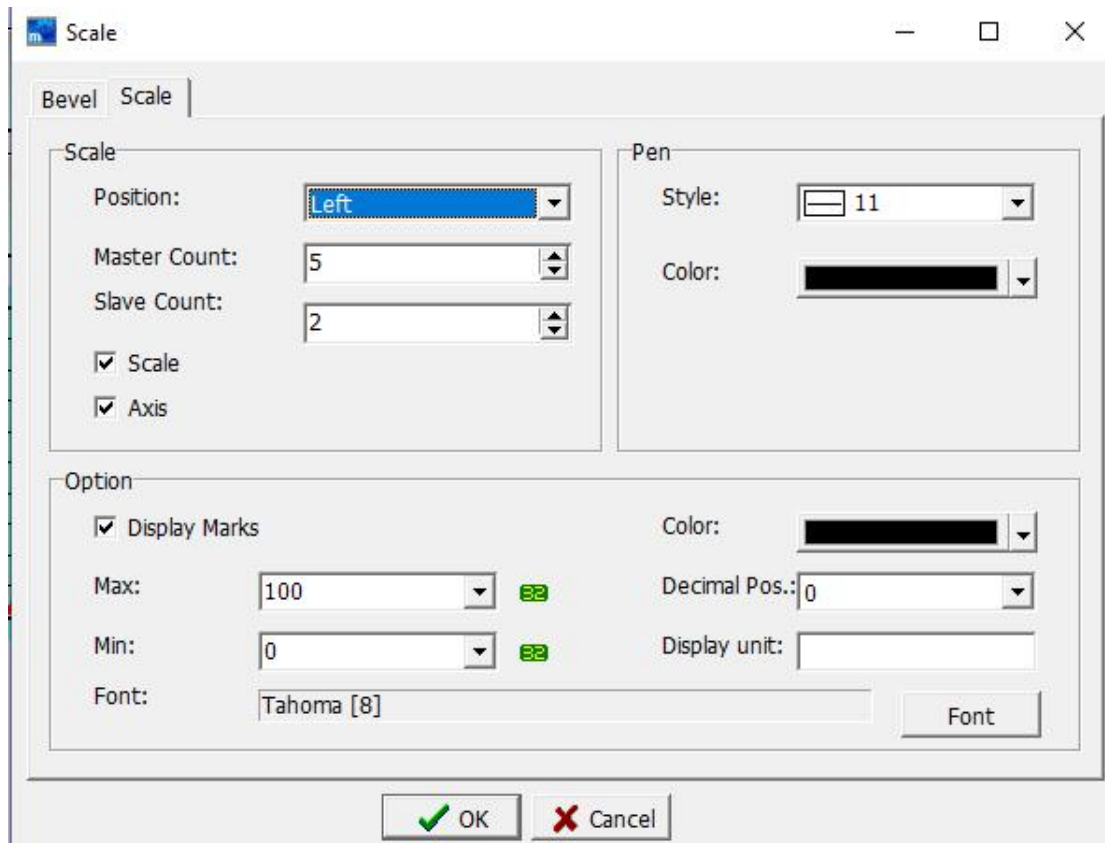 Scale
Bevel Scale
Scale
Position: Left
Master Count: 5
Slave Count: 2
Scale
Axis
Pen
Style: 11
Color:
Option
Display Marks
Color:
Max: 100
Decimal Pos.: 0
Min: 0
Display unit:
Font: Tahoma [8]
Font
OK Cancel